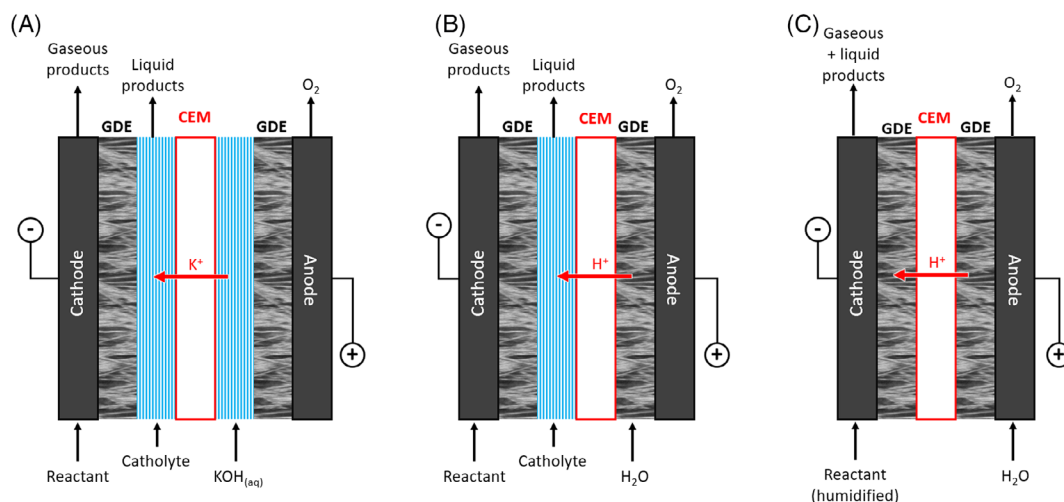 (A)
Gaseous
products
Liquid
products
O2
CEM
GDE
GDE
-
Cathode
K+
Anode
+
Reactant
Catholyte
KOH(aq)
(B)
Gaseous
products
Liquid
products
O2
CEM
GDE
GDE
-
Cathode
H+
Anode
+
Reactant
Catholyte
H2O
(C)
Gaseous
+ liquid
products
O2
CEM
GDE
GDE
-
Cathode
H+
Anode
+
Reactant
(humidified)
H2O